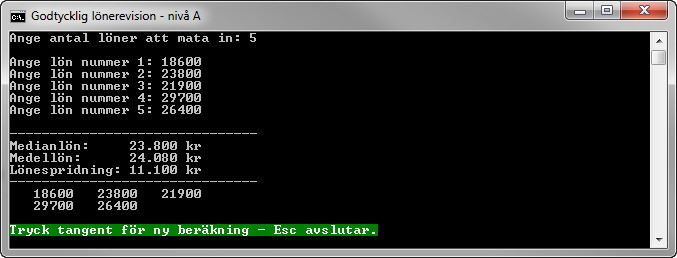 Godtycklig lönerevision - nivå A
Ange antal löner att mata in: 5
Ange lön nummer 1: 18600
Ange lön nummer 2: 23800
Ange lön nummer 3: 21900
Ange lön nummer 4: 29700
Ange lön nummer 5: 26400
-------------------------------
Medianlön:     23.800 kr
Medellön:      24.080 kr
Lönespridning: 11.100 kr
-------------------------------
   18600   23800   21900
   29700   26400
Tryck tangent för ny beräkning - Esc avslutar.